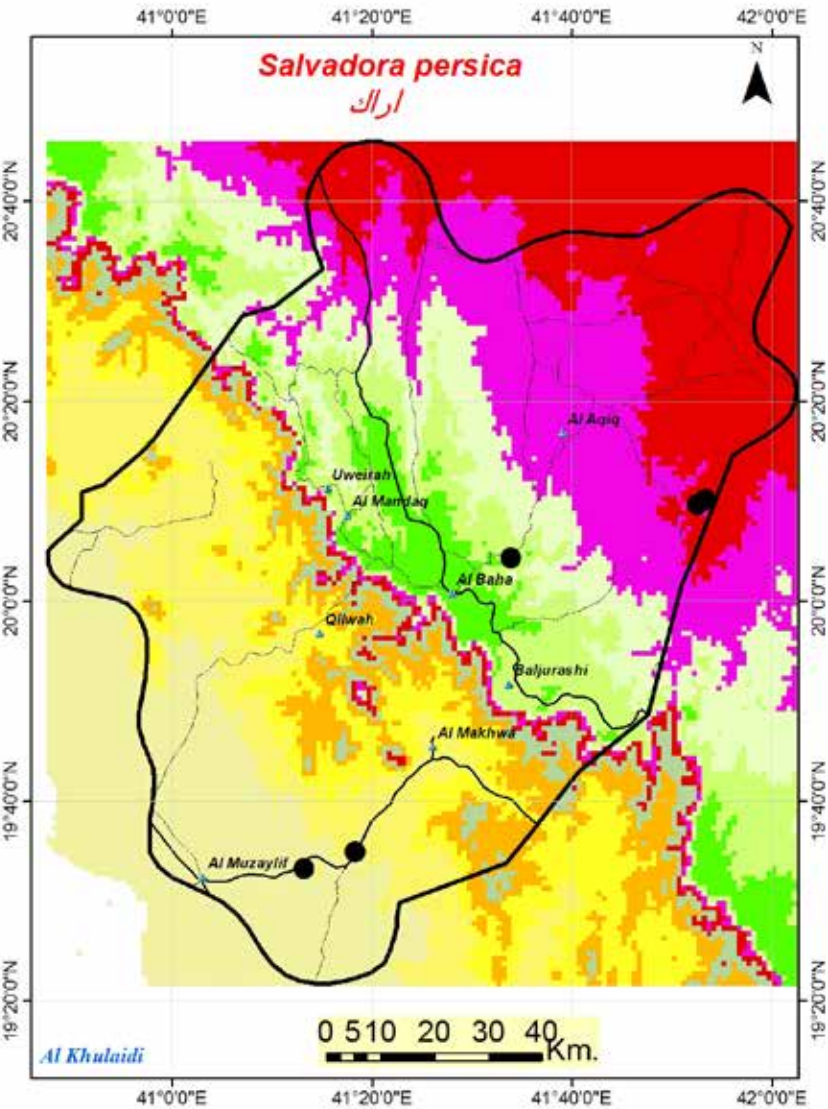 41°0'0"E 41°20'0"E 41°40'0"E 42°0'0"E
N
Salvadora persica
اراك
20°40'0"N 20°40'0"N
20°20'0"N 20°20'0"N
Al Aqiq
Uweirah
Al Mandaq
Al Baha
20°0'0"N 20°0'0"N
Qilwah
Baljurashi
Al Makhwa
19°40'0"N 19°40'0"N
Al Muzaylif
19°20'0"N 19°20'0"N
0 5 10 20 30 40 Km.
Al Khulaidi
41°0'0"E 41°20'0"E 41°40'0"E 42°0'0"E